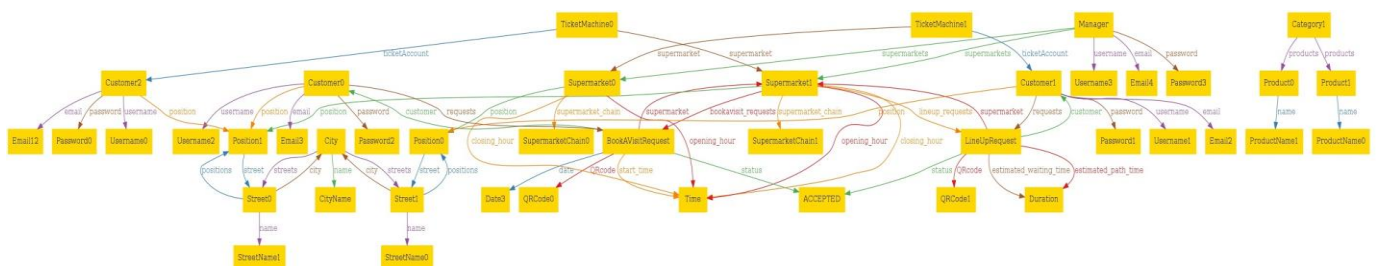 TicketMachine0 TicketMachine1 Manager Category1
ticketAccount supermarket supermarket ticketAccount supermarkets supermarkets username email password products products
Customer2 Customer0 Supermarket0 Supermarket1 Customer1 Username3 Email4 Password3 Product0 Product1
email password username position username position email password position customer requests position supermarket_chain supermarket bookavisit_requests supermarket_chain opening_hour position lineup_request supermarket requests customer password username email name name
closing_hour opening_hour closing_hour
Email12 Password0 Username0 Username2 Position1 Email3 City Password2 Position0 SupermarketChain0 BookAVisitRequest SupermarketChain1 LineUpRequest Password1 Username1 Email2 ProductName1 ProductName0
positions street streets city name city streets street positions date QRcode start_time status status QRcode estimated_waiting_time estimated_path_time
Street0 CityName Street1 Data3 QRCode0 Time ACCEPTED QRCode1 Duration
name name
StreetName1 StreetName0